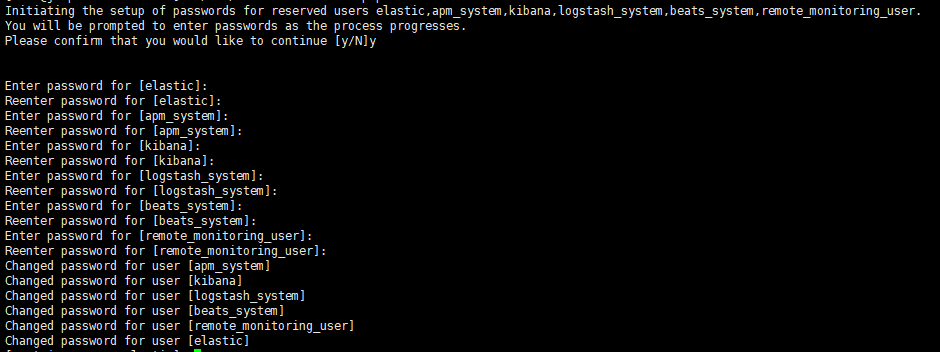 Initiating the setup of passwords for reserved users elastic,apm_system,kibana,logstash_system,beats_system,remote_monitoring_user.
You will be prompted to enter passwords as the process progresses.
Please confirm that you would like to continue [y/N]y
Enter password for [elastic]:
Reenter password for [elastic]:
Enter password for [apm_system]:
Reenter password for [apm_system]:
Enter password for [kibana]:
Reenter password for [kibana]:
Enter password for [logstash_system]:
Reenter password for [logstash_system]:
Enter password for [beats_system]:
Reenter password for [beats_system]:
Enter password for [remote_monitoring_user]:
Reenter password for [remote_monitoring_user]:
Changed password for user [apm_system]
Changed password for user [kibana]
Changed password for user [logstash_system]
Changed password for user [beats_system]
Changed password for user [remote_monitoring_user]
Changed password for user [elastic]